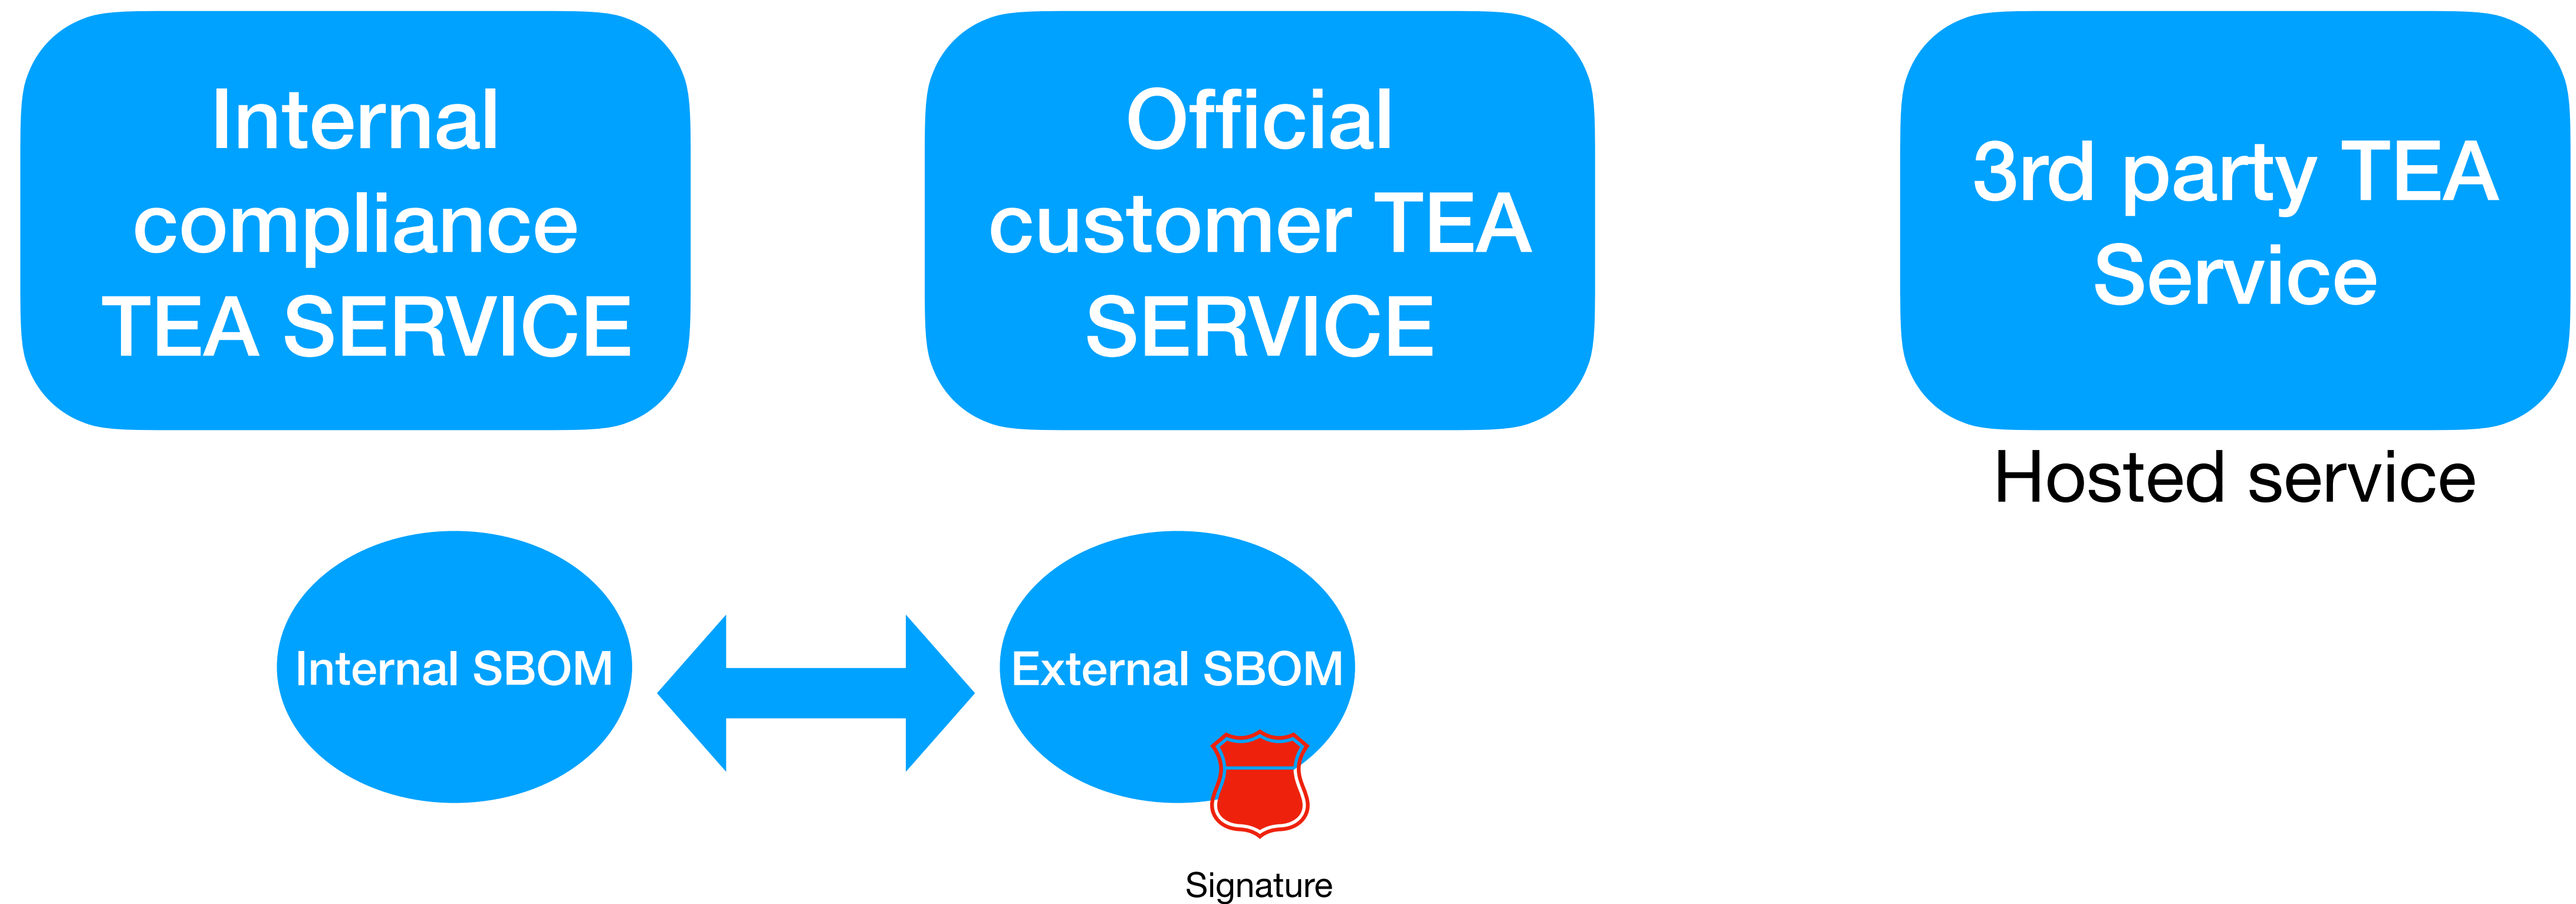 Internal
compliance
TEA SERVICE
Official
customer TEA
SERVICE
3rd party TEA
Service
Hosted service
Internal SBOM
External SBOM
Signature